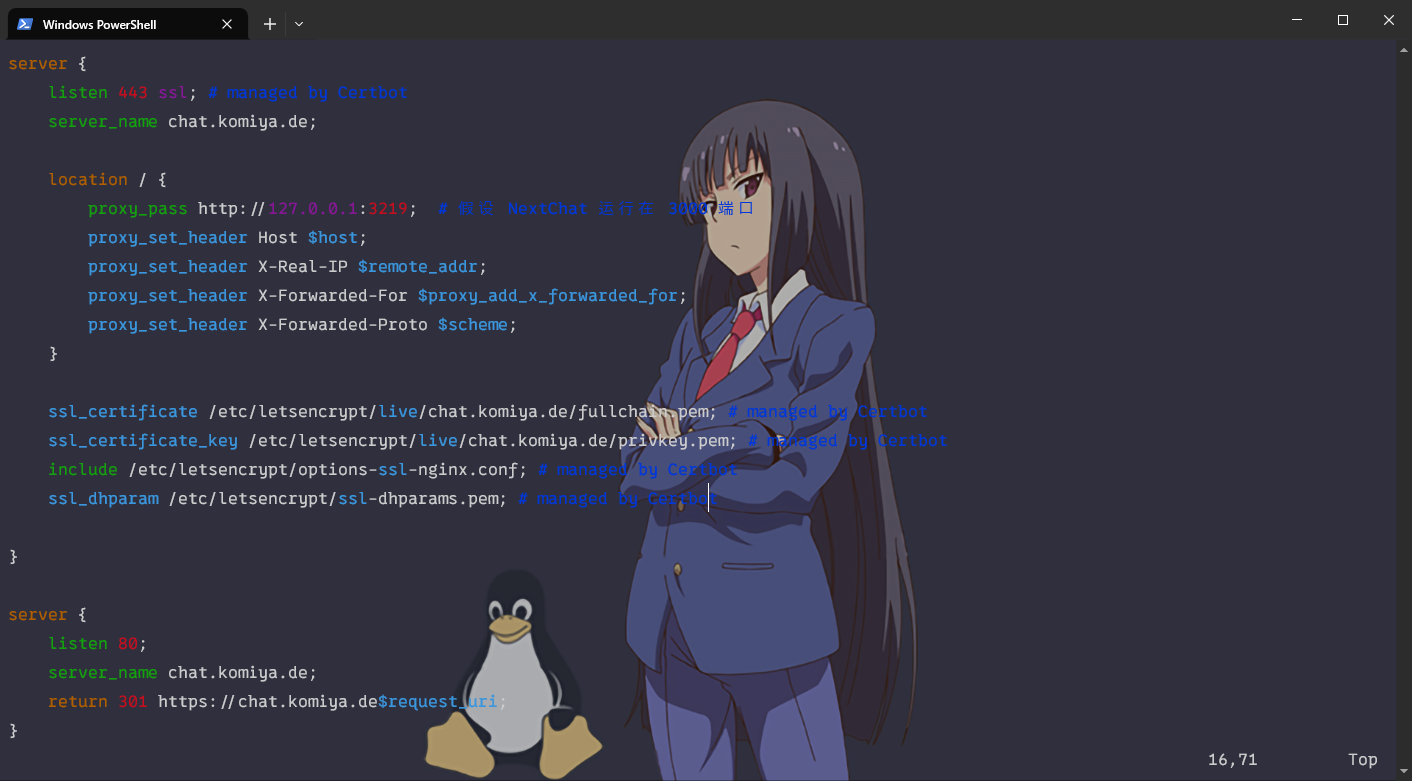 Windows PowerShell
server {
    listen 443 ssl; # managed by Certbot
    server_name chat.komiya.de;

    location / {
        proxy_pass http://127.0.0.1:3219;  # 假设 NextChat 运行在 3000 端口
        proxy_set_header Host $host;
        proxy_set_header X-Real-IP $remote_addr;
        proxy_set_header X-Forwarded-For $proxy_add_x_forwarded_for;
        proxy_set_header X-Forwarded-Proto $scheme;
    }

    ssl_certificate /etc/letsencrypt/live/chat.komiya.de/fullchain.pem; # managed by Certbot
    ssl_certificate_key /etc/letsencrypt/live/chat.komiya.de/privkey.pem; # managed by Certbot
    include /etc/letsencrypt/options-ssl-nginx.conf; # managed by Certbot
    ssl_dhparam /etc/letsencrypt/ssl-dhparams.pem; # managed by Certbot

}

server {
    listen 80;
    server_name chat.komiya.de;
    return 301 https://chat.komiya.de$request_uri;
}
16,71 Top